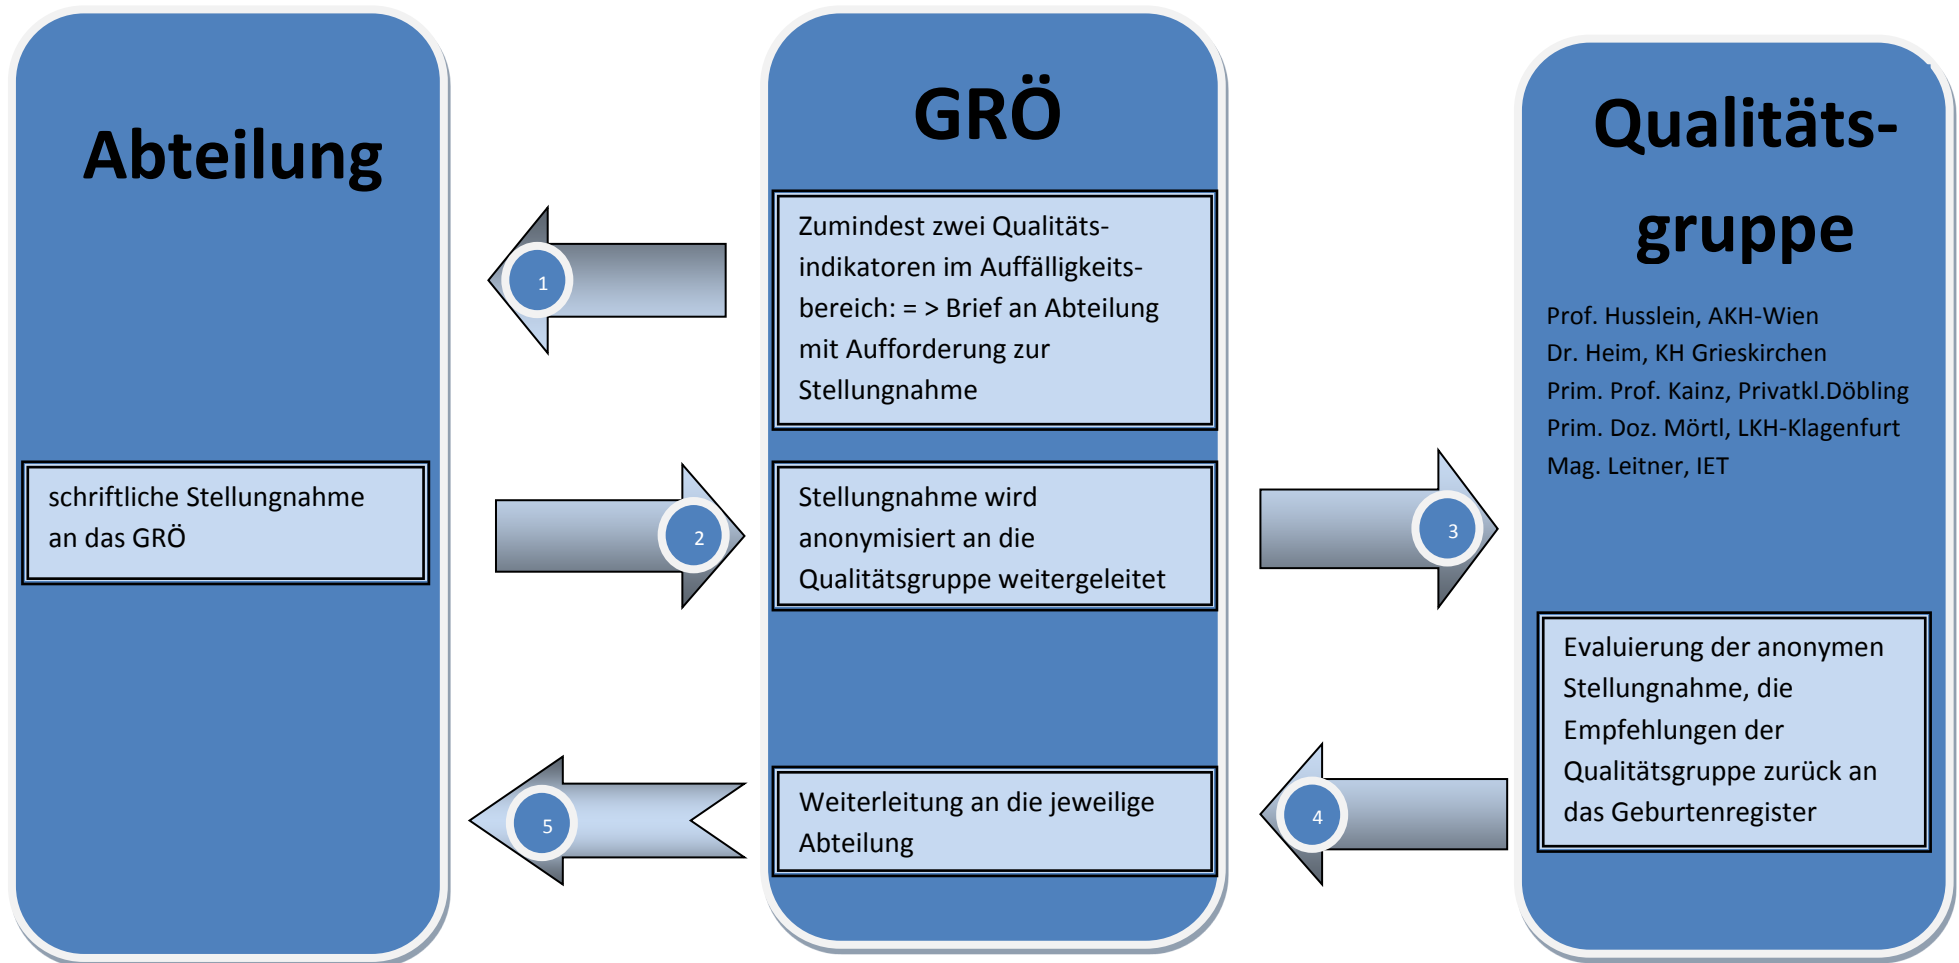 Abteilung
schriftliche Stellungnahme
an das GRÖ
1
2
5
GRÖ
Zumindest zwei Qualitäts-
indikatoren im Auffälligkeits-
bereich: = > Brief an Abteilung
mit Aufforderung zur
Stellungnahme
Stellungnahme wird
anonymisiert an die
Qualitätsgruppe weitergeleitet
Weiterleitung an die jeweilige
Abteilung
3
4
Qualitäts-
gruppe
Prof. Husslein, AKH-Wien
Dr. Heim, KH Grieskirchen
Prim. Prof. Kainz, Privatkl.Döbling
Prim. Doz. Mörtl, LKH-Klagenfurt
Mag. Leitner, IET
Evaluierung der anonymen
Stellungnahme, die
Empfehlungen der
Qualitätsgruppe zurück an
das Geburtenregister